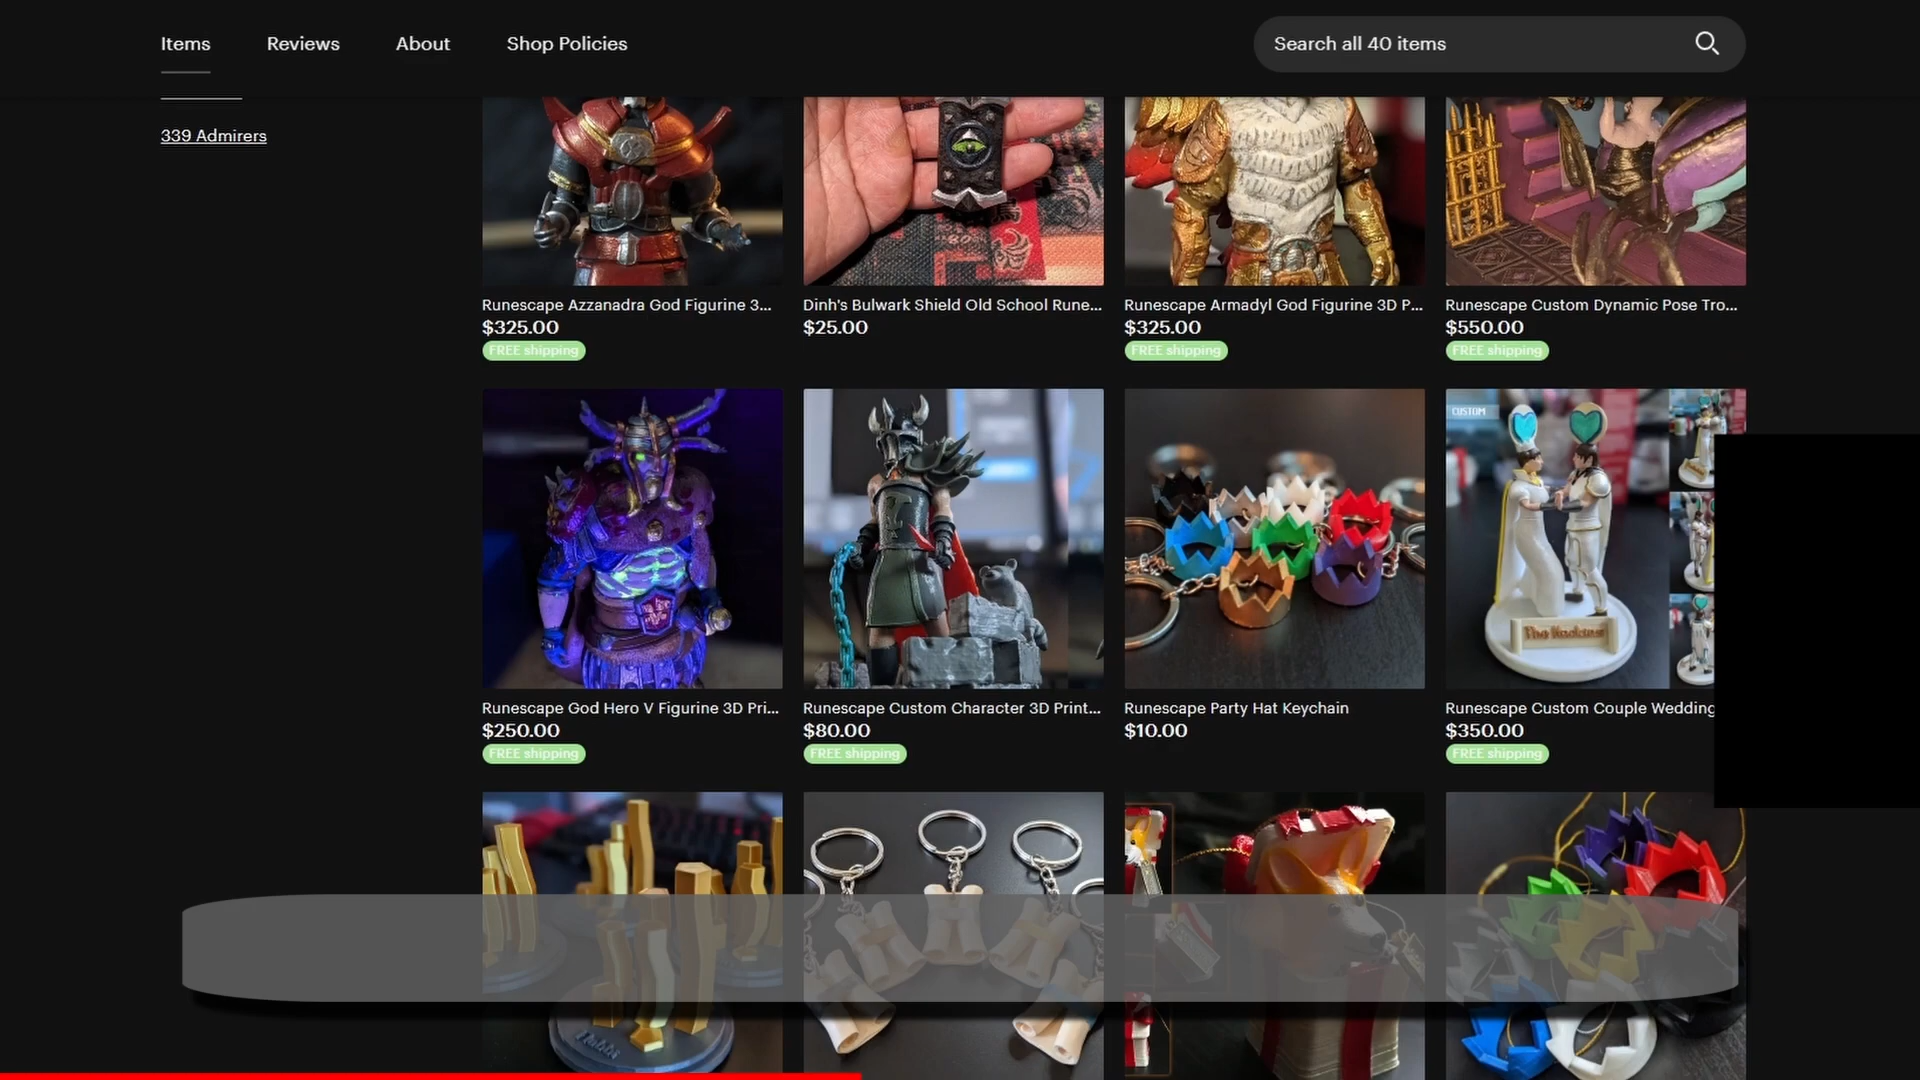 Items
Reviews
About
Shop Policies
Search all 40 items
339 Admirers
Runescape Azzanadra God Figurine 3...
$325.00
FREE shipping
Dinh's Bulwark Shield Old School Rune...
$25.00
Runescape Armadyl God Figurine 3D P...
$325.00
FREE shipping
Runescape Custom Dynamic Pose Tro...
$550.00
FREE shipping
CUSTOM
Runescape God Hero V Figurine 3D Pri...
$250.00
FREE shipping
Runescape Custom Character 3D Print...
$80.00
FREE shipping
Runescape Party Hat Keychain
$10.00
Runescape Custom Couple Wedding
$350.00
FREE shipping